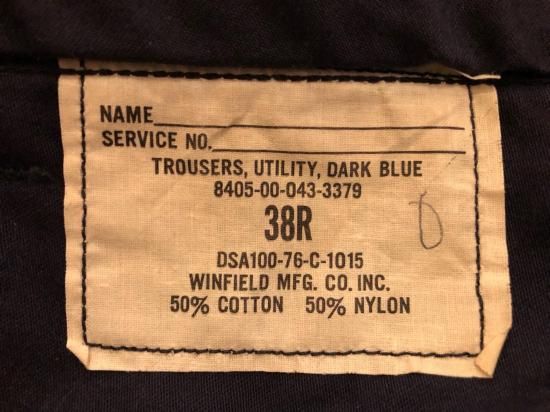 NAME
SERVICE NO.
TROUSERS, UTILITY, DARK BLUE
8405-00-043-3379
38R
DSA100-76-C-1015
WINFIELD MFG. CO. INC.
50% COTTON 50% NYLON